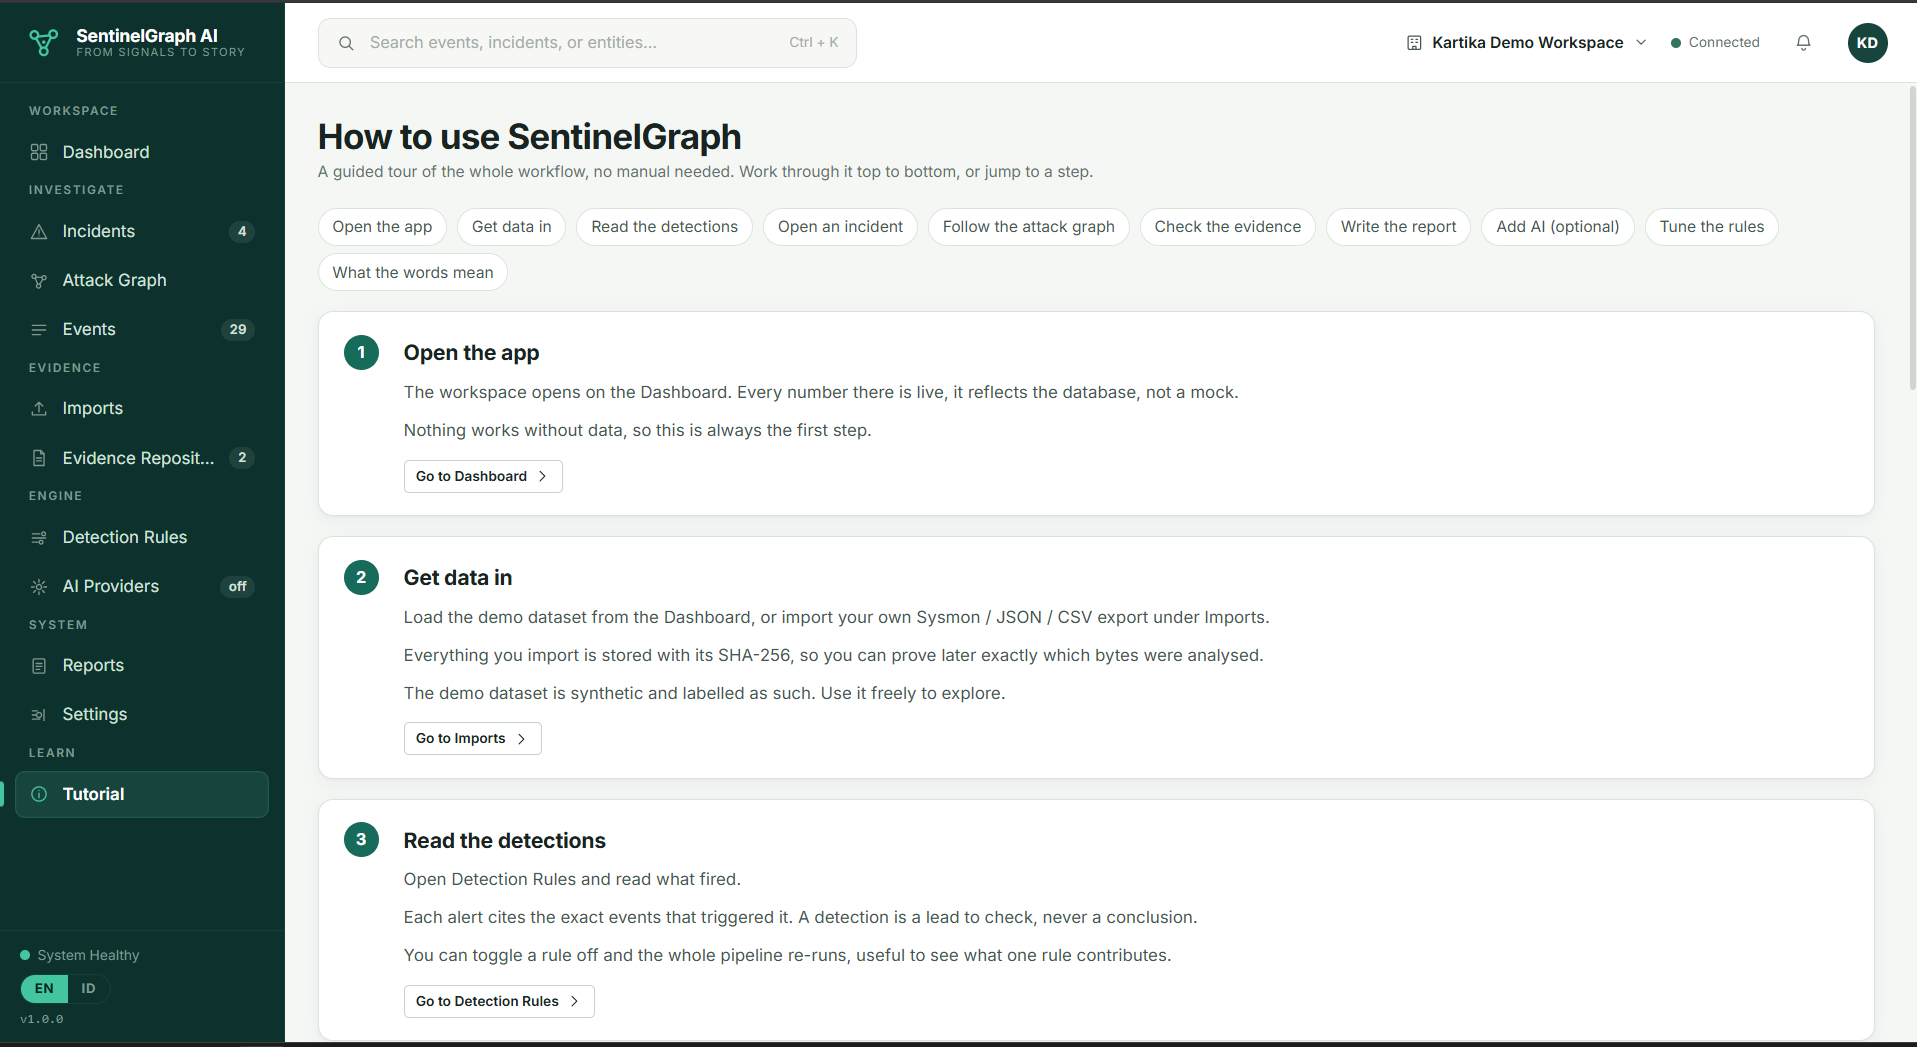 SentinelGraph AI
FROM SIGNALS TO STORY
Search events, incidents, or entities...
Ctrl + K
Kartika Demo Workspace
Connected
KD
WORKSPACE
Dashboard
INVESTIGATE
Incidents
4
Attack Graph
Events
29
EVIDENCE
Imports
Evidence Reposit...
2
ENGINE
Detection Rules
AI Providers
off
SYSTEM
Reports
Settings
LEARN
Tutorial
System Healthy
EN
ID
v1.0.0
How to use SentinelGraph
A guided tour of the whole workflow, no manual needed. Work through it top to bottom, or jump to a step.
Open the app
Get data in
Read the detections
Open an incident
Follow the attack graph
Check the evidence
Write the report
Add AI (optional)
Tune the rules
What the words mean
1
Open the app
The workspace opens on the Dashboard. Every number there is live, it reflects the database, not a mock.
Nothing works without data, so this is always the first step.
Go to Dashboard
2
Get data in
Load the demo dataset from the Dashboard, or import your own Sysmon / JSON / CSV export under Imports.
Everything you import is stored with its SHA-256, so you can prove later exactly which bytes were analysed.
The demo dataset is synthetic and labelled as such. Use it freely to explore.
Go to Imports
3
Read the detections
Open Detection Rules and read what fired.
Each alert cites the exact events that triggered it. A detection is a lead to check, never a conclusion.
You can toggle a rule off and the whole pipeline re-runs, useful to see what one rule contributes.
Go to Detection Rules